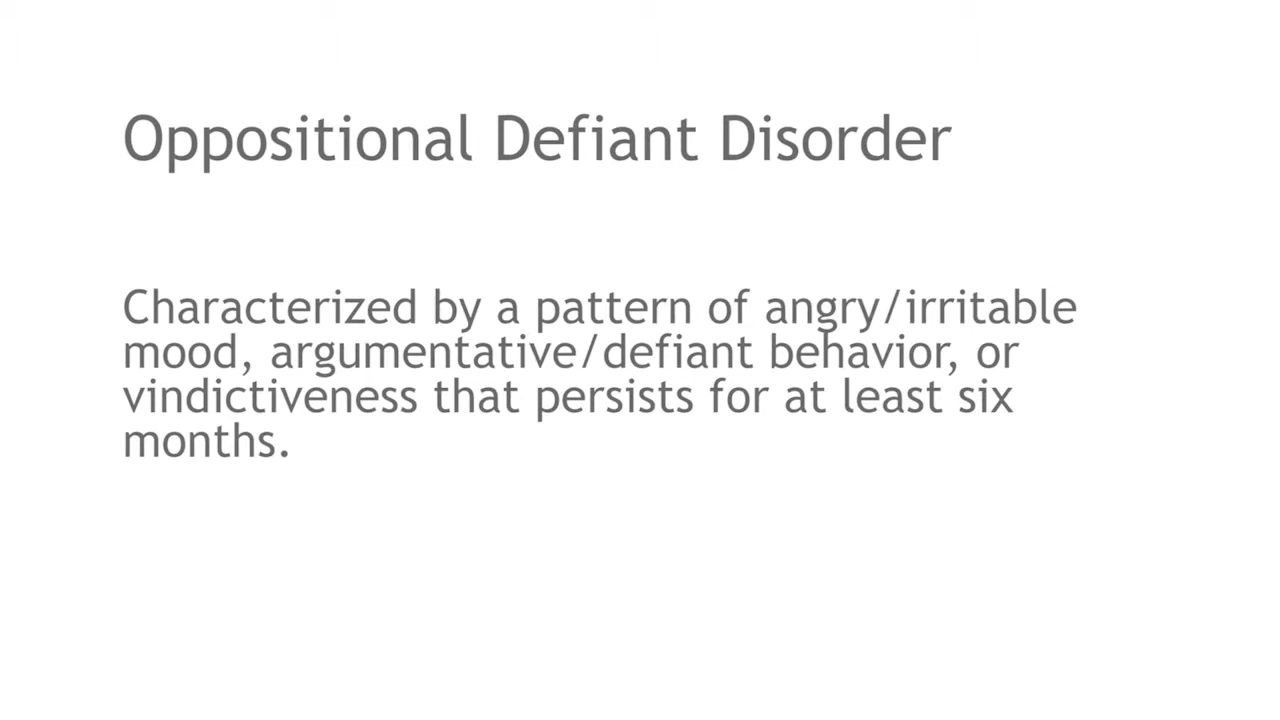 Oppositional Defiant Disorder
Characterized by a pattern of angry/irritable
mood, argumentative/defiant behavior, or
vindictiveness that persists for at least six
months.